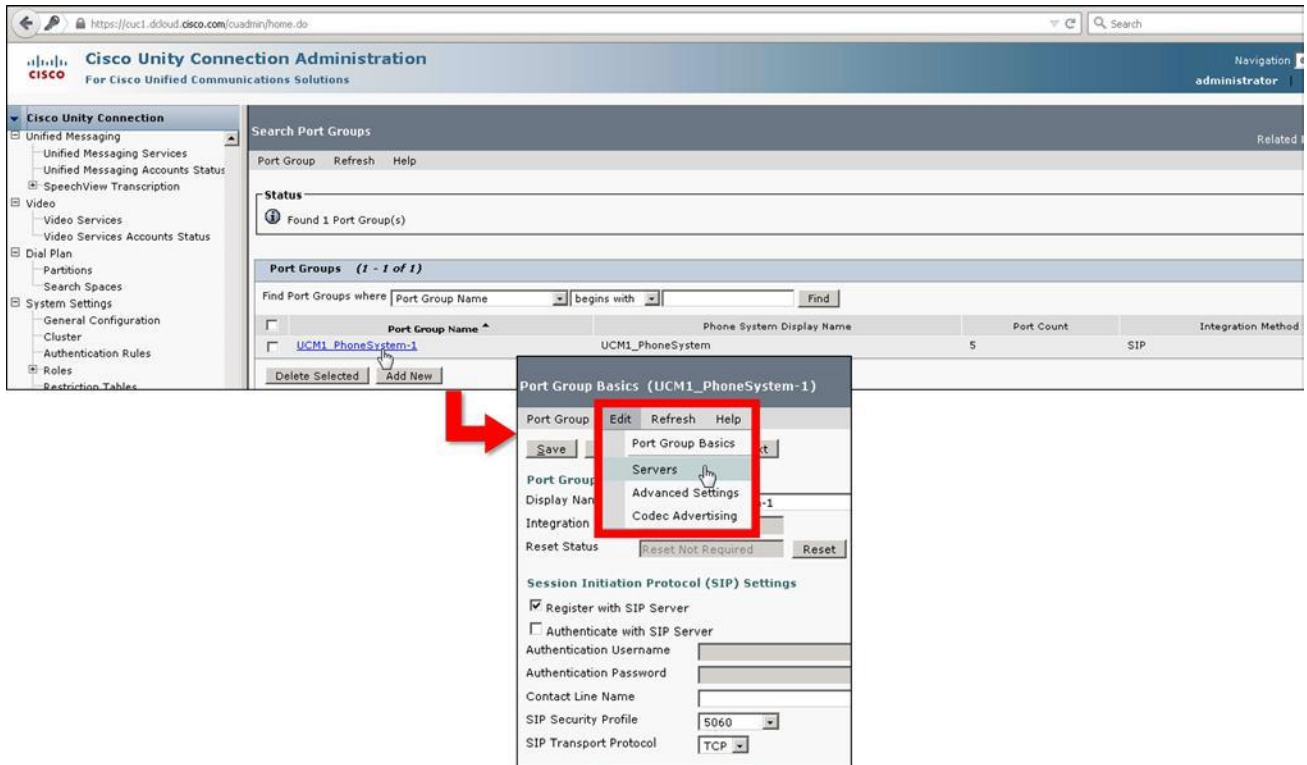 https://cuc1.dcloud.cisco.com/cuadmin/home.do
Search
cisco
Cisco Unity Connection Administration
For Cisco Unified Communications Solutions
Navigation
administrator
Cisco Unity Connection
Unified Messaging
Unified Messaging Services
Unified Messaging Accounts Status
SpeechView Transcription
Video
Video Services
Video Services Accounts Status
Dial Plan
Partitions
Search Spaces
System Settings
General Configuration
Cluster
Authentication Rules
Roles
Restriction Tables
Search Port Groups
Related
Port Group Refresh Help
Status
Found 1 Port Group(s)
Port Groups (1 - 1 of 1)
Find Port Groups where Port Group Name begins with Find
Port Group Name Phone System Display Name Port Count Integration Method
UCM1_PhoneSystem-1 UCM1_PhoneSystem 5 SIP
Delete Selected Add New
Port Group Basics (UCM1_PhoneSystem-1)
Port Group Edit Refresh Help
Save
Port Group Basics
Servers
Advanced Settings
Codec Advertising
Port Group
Display Nam -1
Integration
Reset Status Reset Not Required Reset
Session Initiation Protocol (SIP) Settings
Register with SIP Server
Authenticate with SIP Server
Authentication Username
Authentication Password
Contact Line Name
SIP Security Profile 5060
SIP Transport Protocol TCP